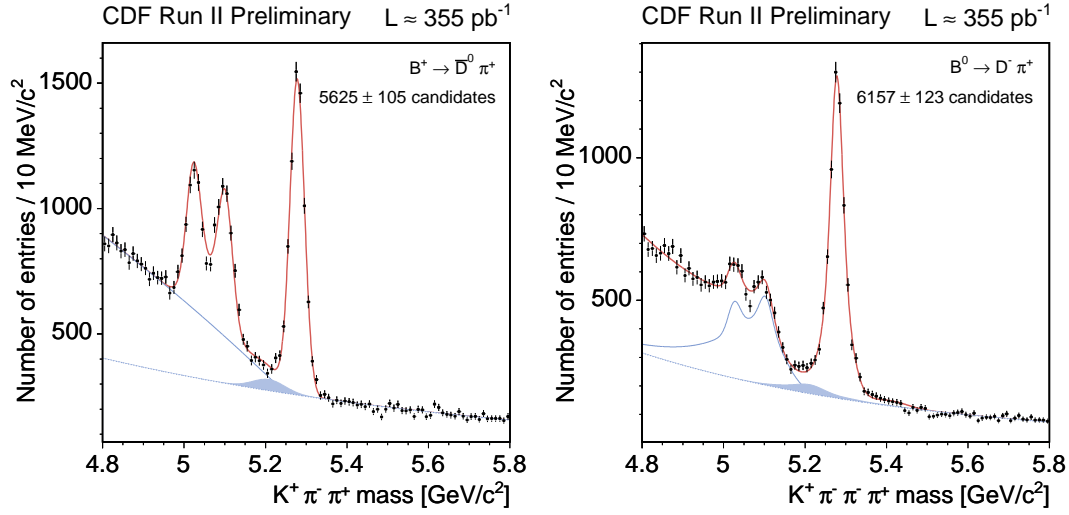 CDF Run II Preliminary L ≈ 355 pb⁻¹
B⁺ → D̅⁰ π⁺
5625 ± 105 candidates
Number of entries / 10 MeV/c²
1500
1000
500
4.8 5 5.2 5.4 5.6 5.8
K⁺ π⁻ π⁺ mass [GeV/c²]
CDF Run II Preliminary L ≈ 355 pb⁻¹
B⁰ → D⁻ π⁺
6157 ± 123 candidates
Number of entries / 10 MeV/c²
1000
500
4.8 5 5.2 5.4 5.6 5.8
K⁺ π⁻ π⁻ π⁺ mass [GeV/c²]